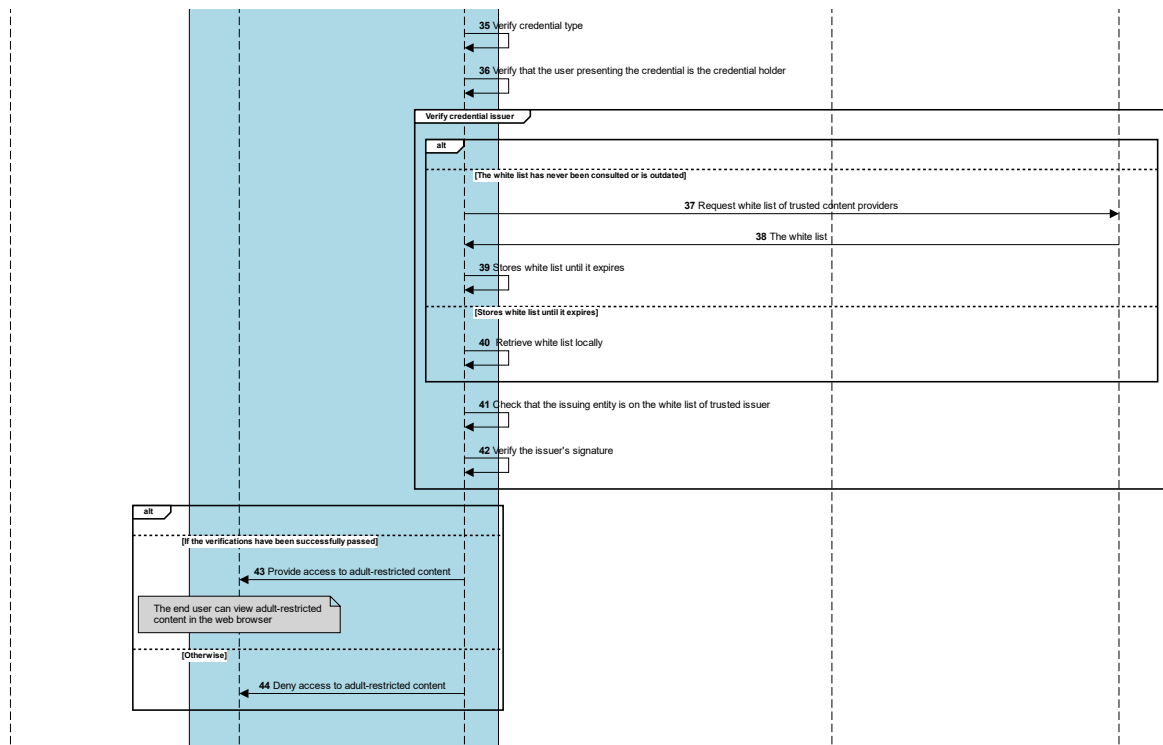 35 Verify credential type
36 Verify that the user presenting the credential is the credential holder
Verify credential issuer
alt
[The white list has never been consulted or is outdated]
37 Request white list of trusted content providers
38 The white list
39 Stores white list until it expires
[Stores white list until it expires]
40 Retrieve white list locally
41 Check that the issuing entity is on the white list of trusted issuer
42 Verify the issuer's signature
alt
[If the verifications have been successfully passed]
43 Provide access to adult-restricted content
The end user can view adult-restricted
content in the web browser
[Otherwise]
44 Deny access to adult-restricted content